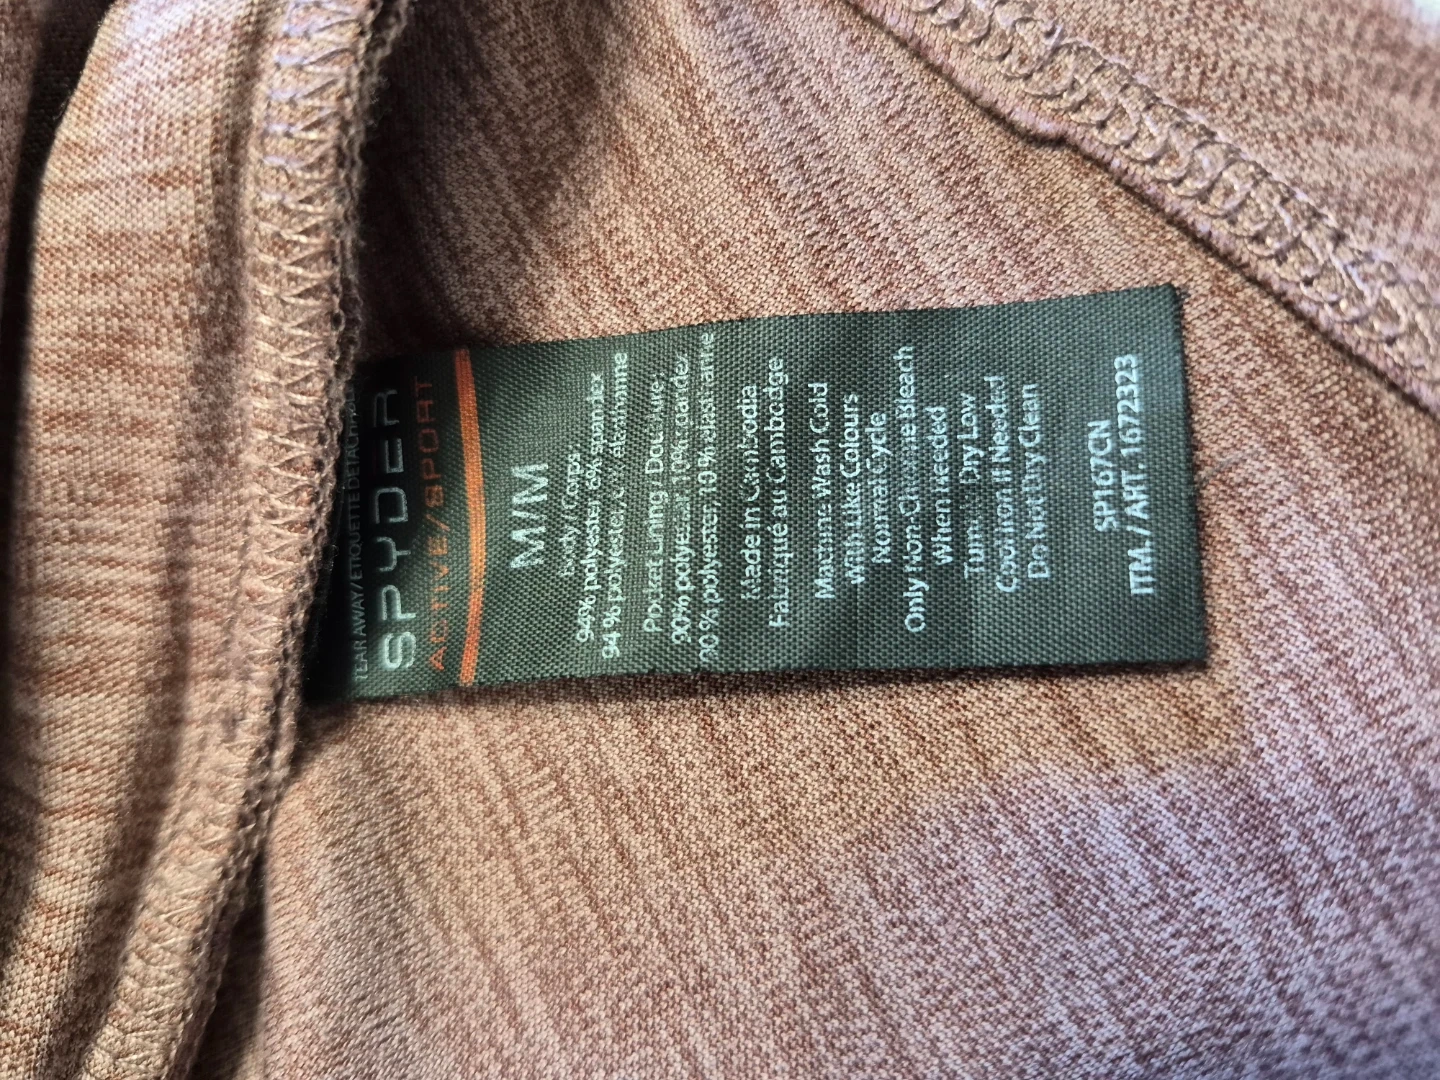 TEAR AWAY / ETIQUETTE DÉTACHABLE
SPYDER
ACTIVE/SPORT
M/M
body / Corps
94% polyester 6% spandex
94 % polyester, 6 % élasthanne
Pocket Lining / Doublure
90% polyester 10% spandex
90 % polyester 10 % élasthanne
Made in Cambodia
Fabriqué au Cambodge
Machine Wash Cold
With Like Colours
Normal Cycle
Only Non-Chlorine Bleach
When Needed
Tumble Dry Low
Cool Iron If Needed
Do Not Dry Clean
SP167CN
ITM. / ART. 1672323